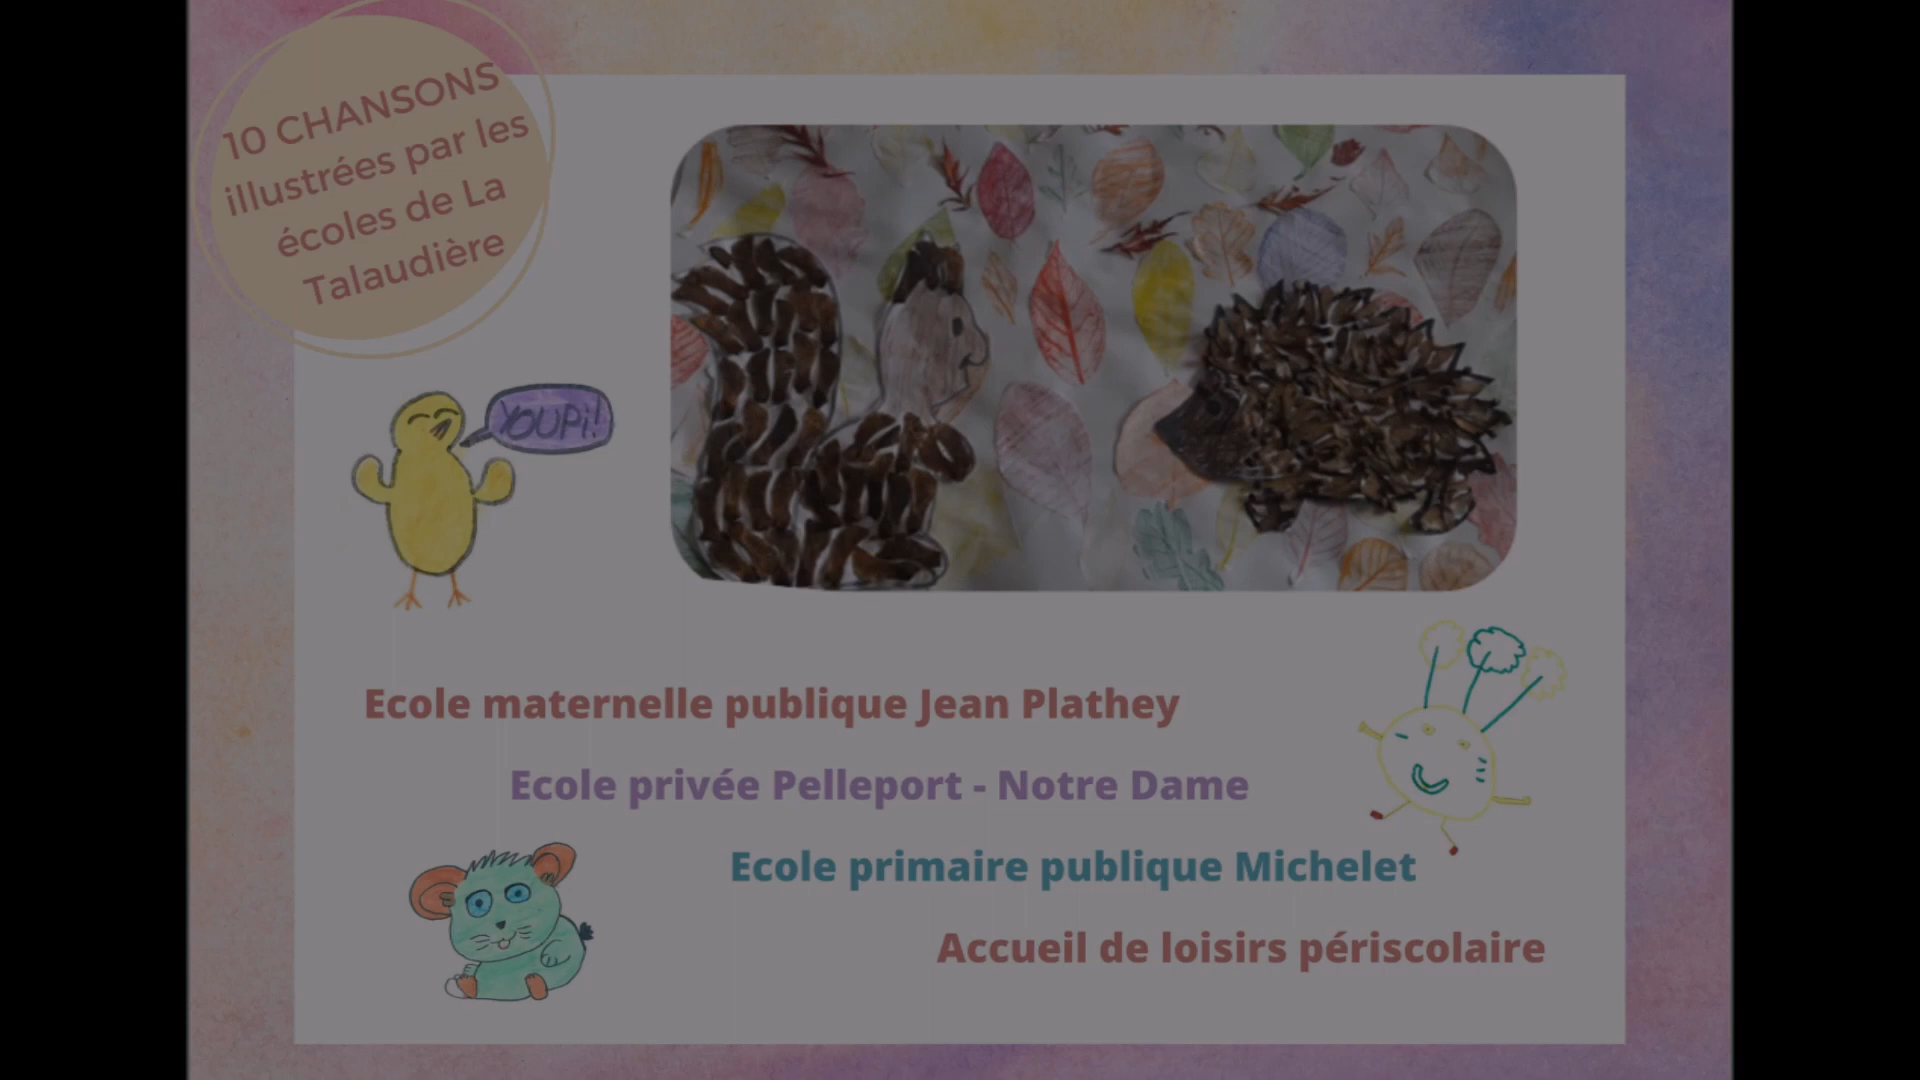 10 CHANSONS
illustrées par les
écoles de La
Talaudière
YOUPi!
Ecole maternelle publique Jean Plathey
Ecole privée Pelleport - Notre Dame
Ecole primaire publique Michelet
Accueil de loisirs périscolaire